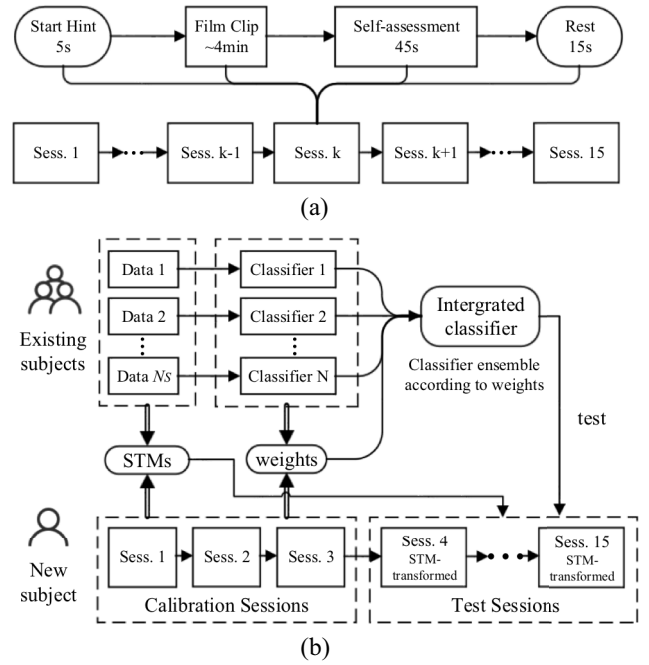 Start Hint
5s
Film Clip
~4min
Self-assessment
45s
Rest
15s
Sess. 1
Sess. k-1
Sess. k
Sess. k+1
Sess. 15
(a)
Existing
subjects
Data 1
Data 2
Data Ns
Classifier 1
Classifier 2
Classifier N
Intergrated
classifier
Classifier ensemble
according to weights
test
STMs
weights
New
subject
Sess. 1
Sess. 2
Sess. 3
Calibration Sessions
Sess. 4
STM-
transformed
Sess. 15
STM-
transformed
Test Sessions
(b)